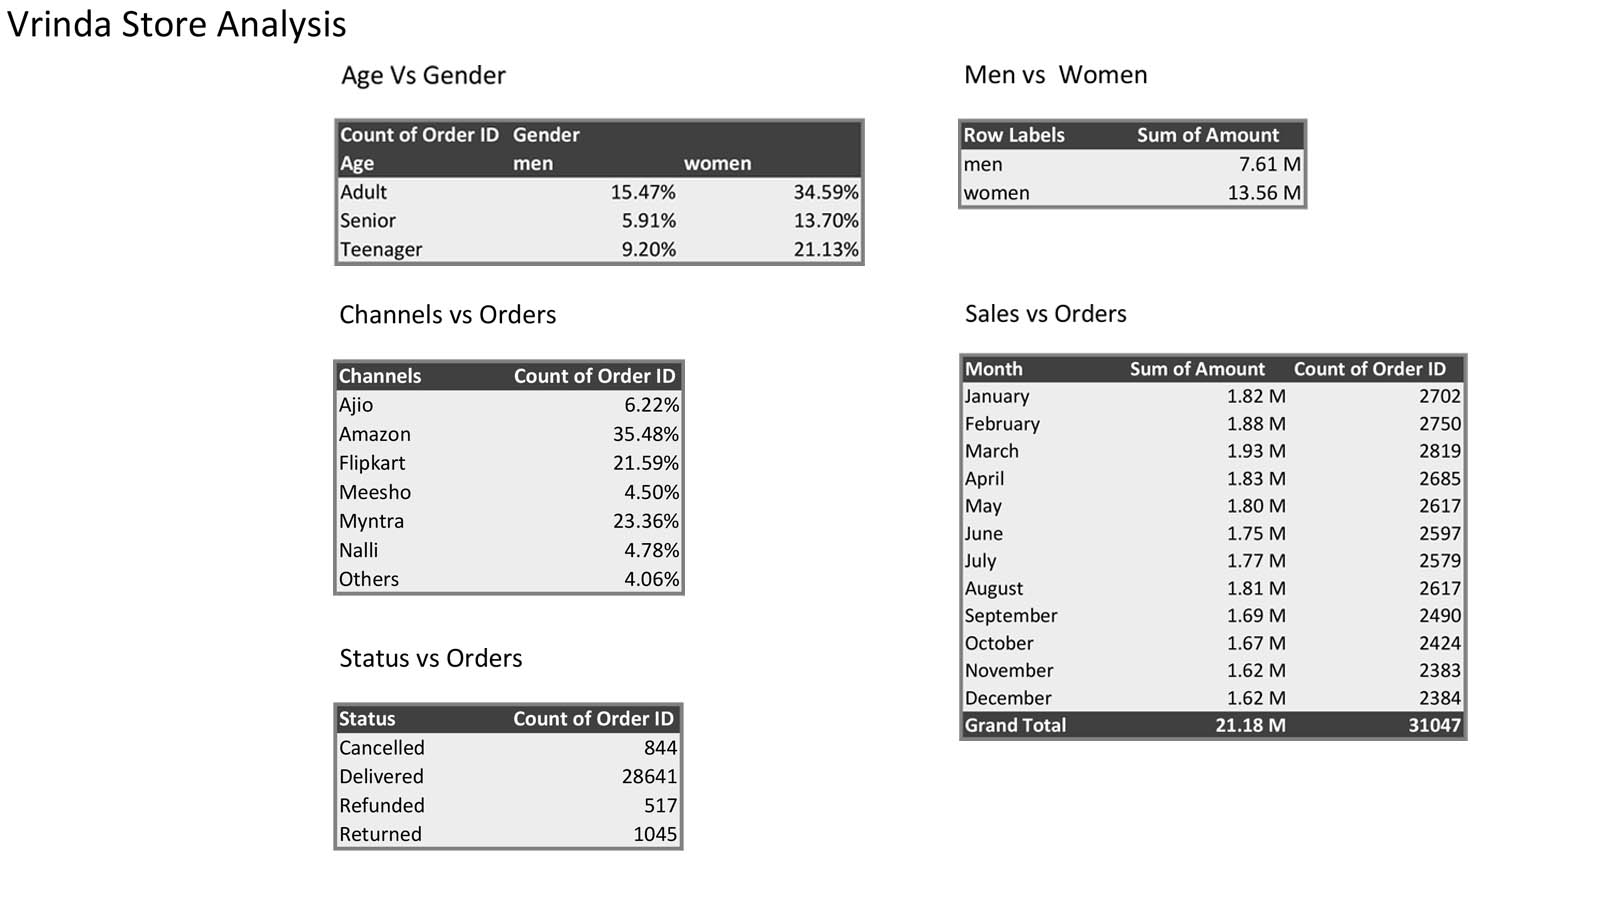 Vrinda Store Analysis
Age Vs Gender
Count of Order ID Gender
Age men women
Adult 15.47% 34.59%
Senior 5.91% 13.70%
Teenager 9.20% 21.13%
Men vs Women
Row Labels Sum of Amount
men 7.61 M
women 13.56 M
Channels vs Orders
Channels Count of Order ID
Ajio 6.22%
Amazon 35.48%
Flipkart 21.59%
Meesho 4.50%
Myntra 23.36%
Nalli 4.78%
Others 4.06%
Sales vs Orders
Month Sum of Amount Count of Order ID
January 1.82 M 2702
February 1.88 M 2750
March 1.93 M 2819
April 1.83 M 2685
May 1.80 M 2617
June 1.75 M 2597
July 1.77 M 2579
August 1.81 M 2617
September 1.69 M 2490
October 1.67 M 2424
November 1.62 M 2383
December 1.62 M 2384
Grand Total 21.18 M 31047
Status vs Orders
Status Count of Order ID
Cancelled 844
Delivered 28641
Refunded 517
Returned 1045